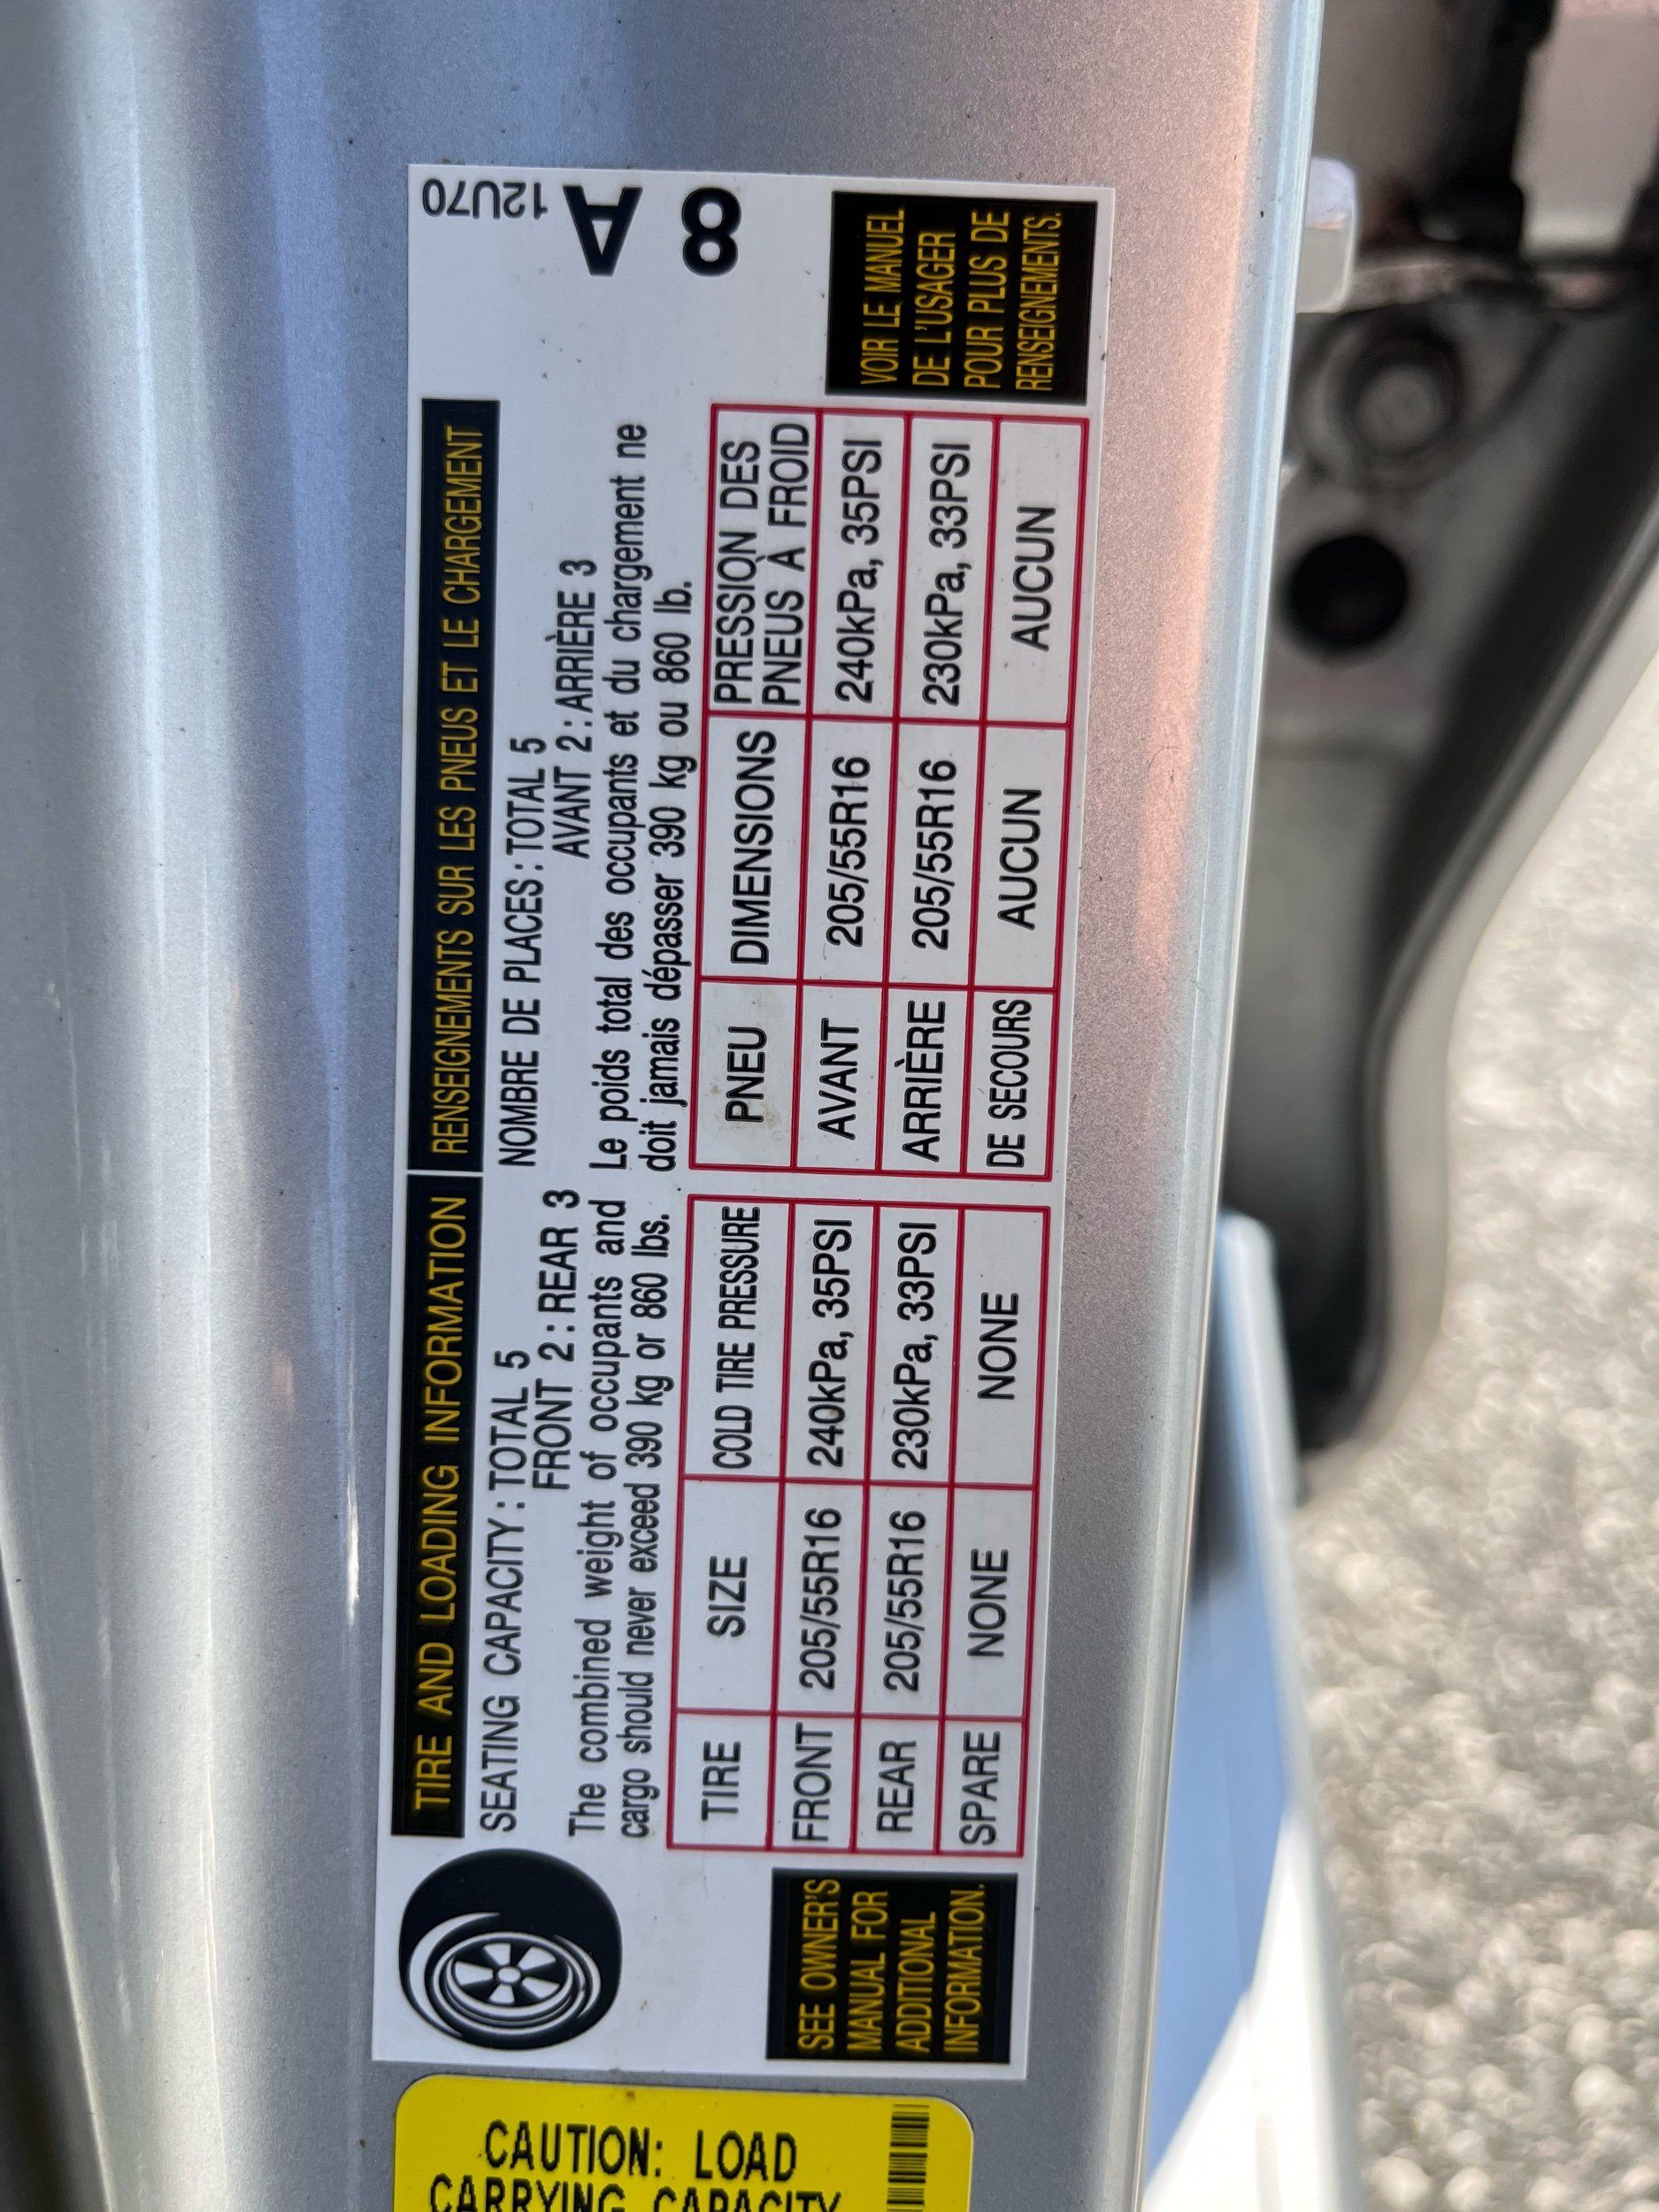 TIRE AND LOADING INFORMATION
SEATING CAPACITY : TOTAL 5
FRONT 2 : REAR 3
The combined weight of occupants and
cargo should never exceed 390 kg or 860 lbs.
TIRE SIZE COLD TIRE PRESSURE
FRONT 205/55R16 240kPa, 35PSI
REAR 205/55R16 230kPa, 33PSI
SPARE NONE NONE
SEE OWNER'S
MANUAL FOR
ADDITIONAL
INFORMATION.
RENSEIGNEMENTS SUR LES PNEUS ET LE CHARGEMENT
NOMBRE DE PLACES : TOTAL 5
AVANT 2 : ARRIÈRE 3
Le poids total des occupants et du chargement ne
doit jamais dépasser 390 kg ou 860 lb.
PNEU DIMENSIONS PRESSION DES
PNEUS À FROID
AVANT 205/55R16 240kPa, 35PSI
ARRIÈRE 205/55R16 230kPa, 33PSI
DE SECOURS AUCUN AUCUN
VOIR LE MANUEL
DE L'USAGER
POUR PLUS DE
RENSEIGNEMENTS.
12U70
A
8
CAUTION: LOAD
CARRYING CAPACITY